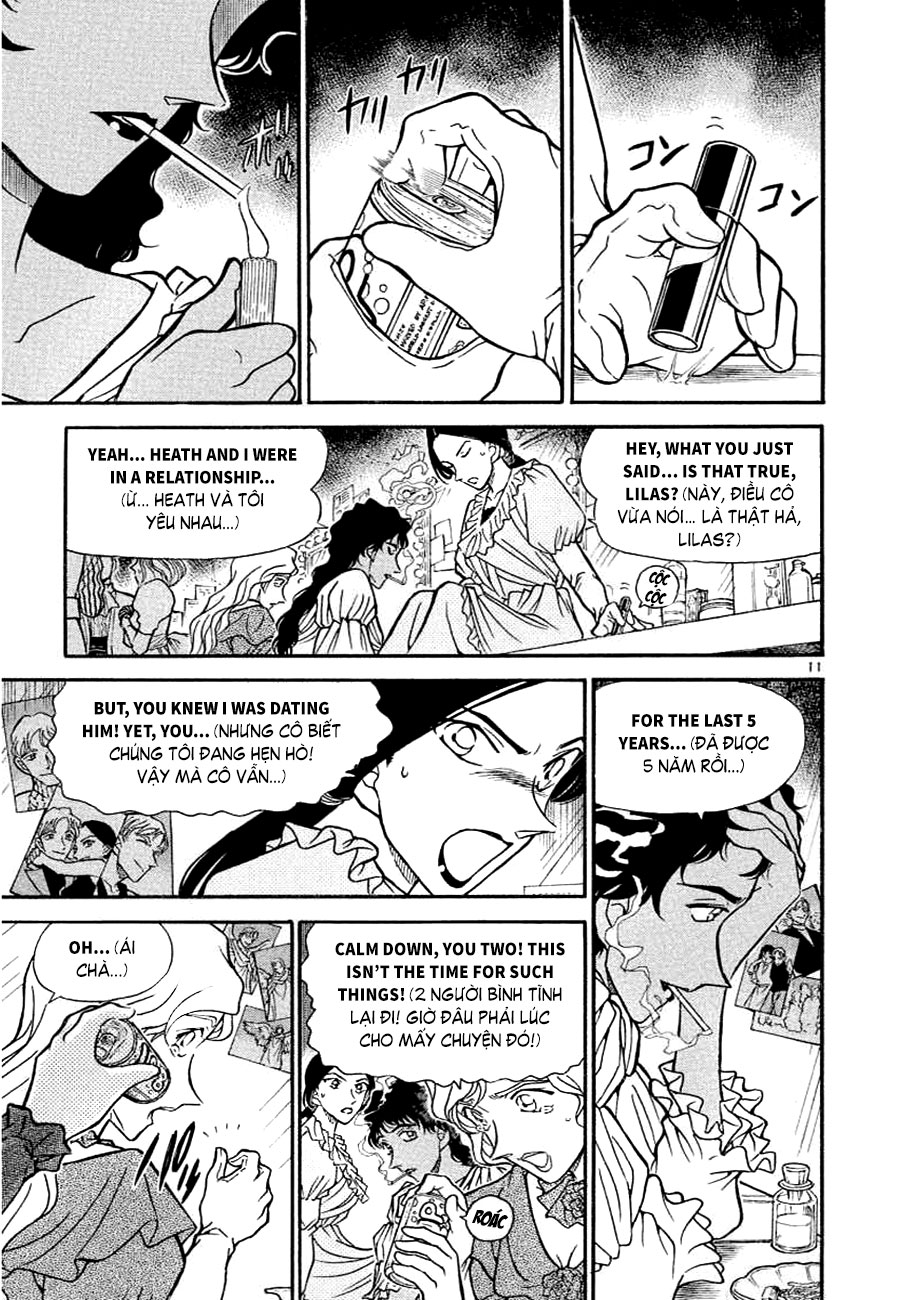 コン
コン
ガッ
ガッ
ボオッ
HEY, WHAT YOU JUST
SAID... IS THAT TRUE,
LILAS? (NÀY, ĐIỀU CÔ
VỪA NÓI... LÀ THẬT HẢ,
LILAS?)
CỘC
CỘC
YEAH... HEATH AND I WERE
IN A RELATIONSHIP...
(Ừ... HEATH VÀ TÔI
YÊU NHAU...)
11
FOR THE LAST 5
YEARS... (ĐÃ ĐƯỢC
5 NĂM RỒI...)
BUT, YOU KNEW I WAS DATING
HIM! YET, YOU... (NHƯNG CÔ BIẾT
CHÚNG TÔI ĐANG HẸN HÒ!
VẬY MÀ CÔ VẪN...)
CALM DOWN, YOU TWO! THIS
ISN'T THE TIME FOR SUCH
THINGS! (2 NGƯỜI BÌNH TĨNH
LẠI ĐI! GIỜ ĐÂU PHẢI LÚC
CHO MẤY CHUYỆN ĐÓ!)
ROÁC
OH... (ÁI
CHÀ...)